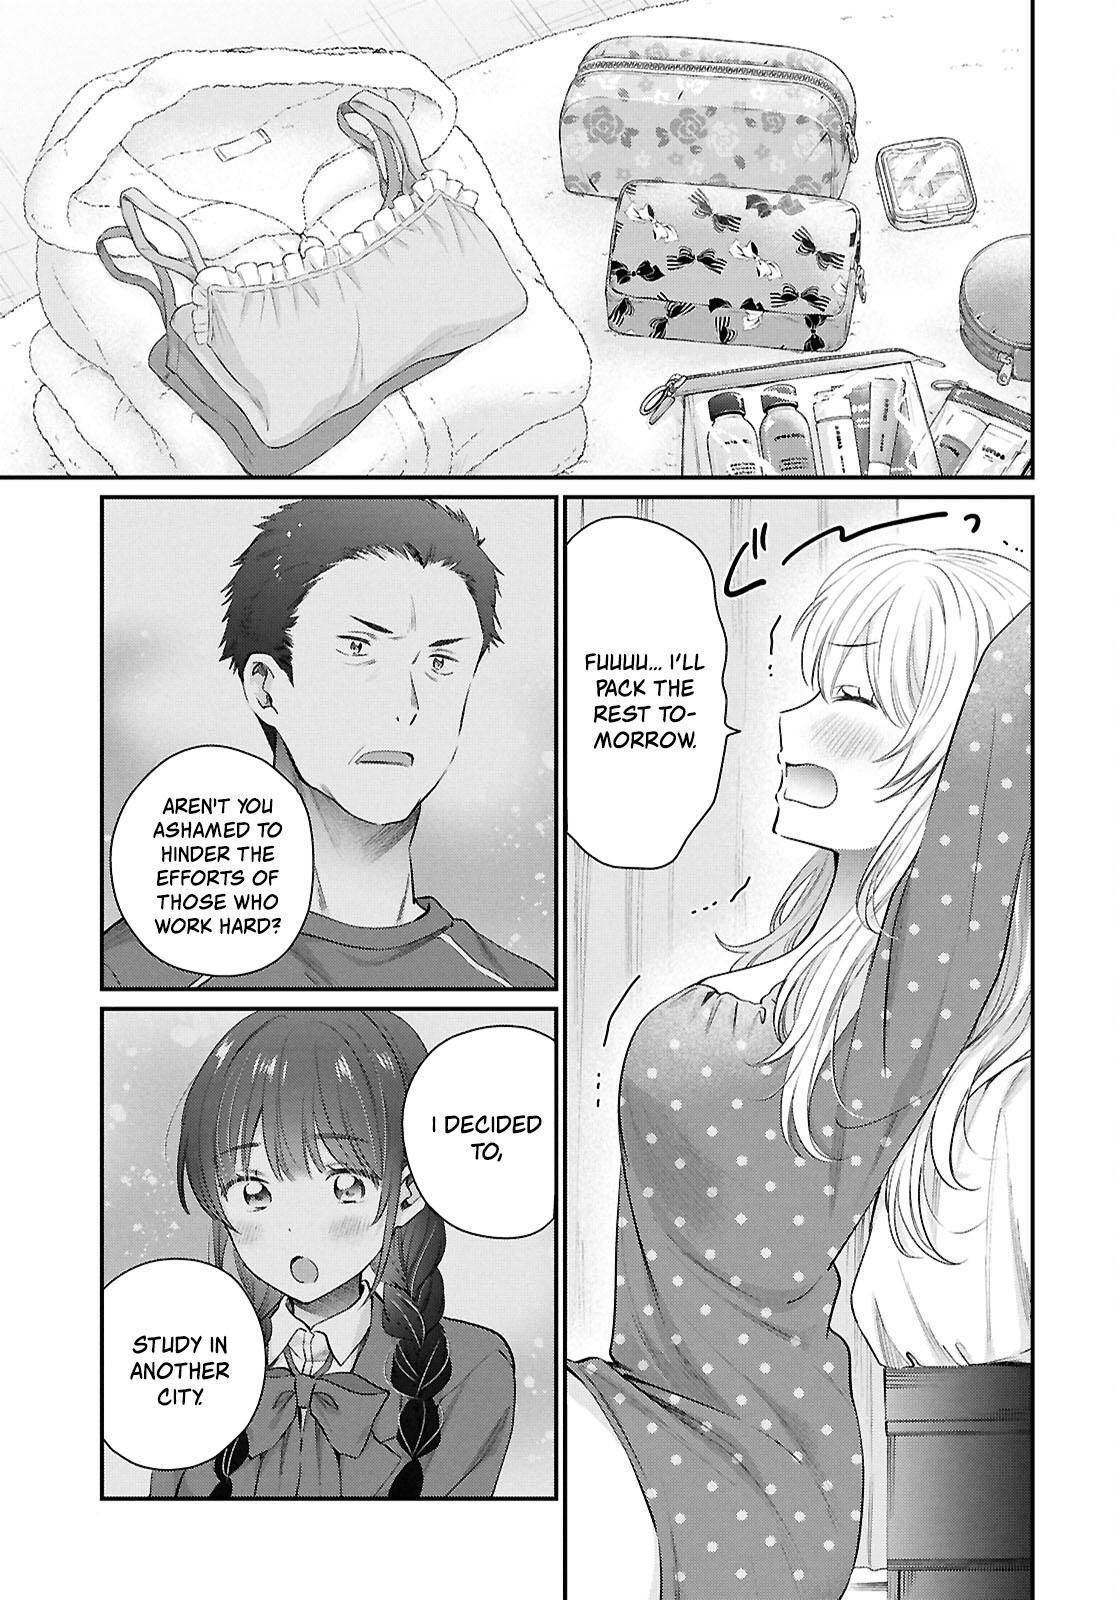 FUUUU... I'LL
PACK THE
REST TO-
MORROW.
AREN'T YOU
ASHAMED TO
HINDER THE
EFFORTS OF
THOSE WHO
WORK HARD?
I DECIDED
TO,
STUDY IN
ANOTHER
CITY.